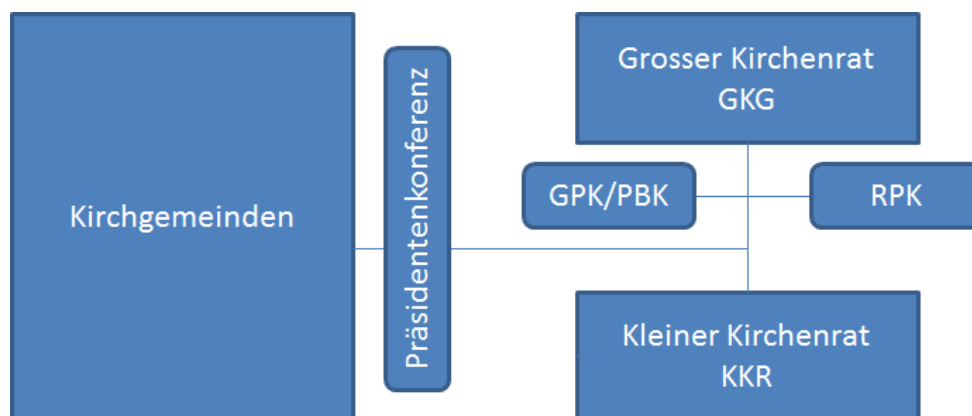 Kirchgemeinden
Präsidentenkonferenz
Grosser Kirchenrat
GKG
GPK/PBK
RPK
Kleiner Kirchenrat
KKR